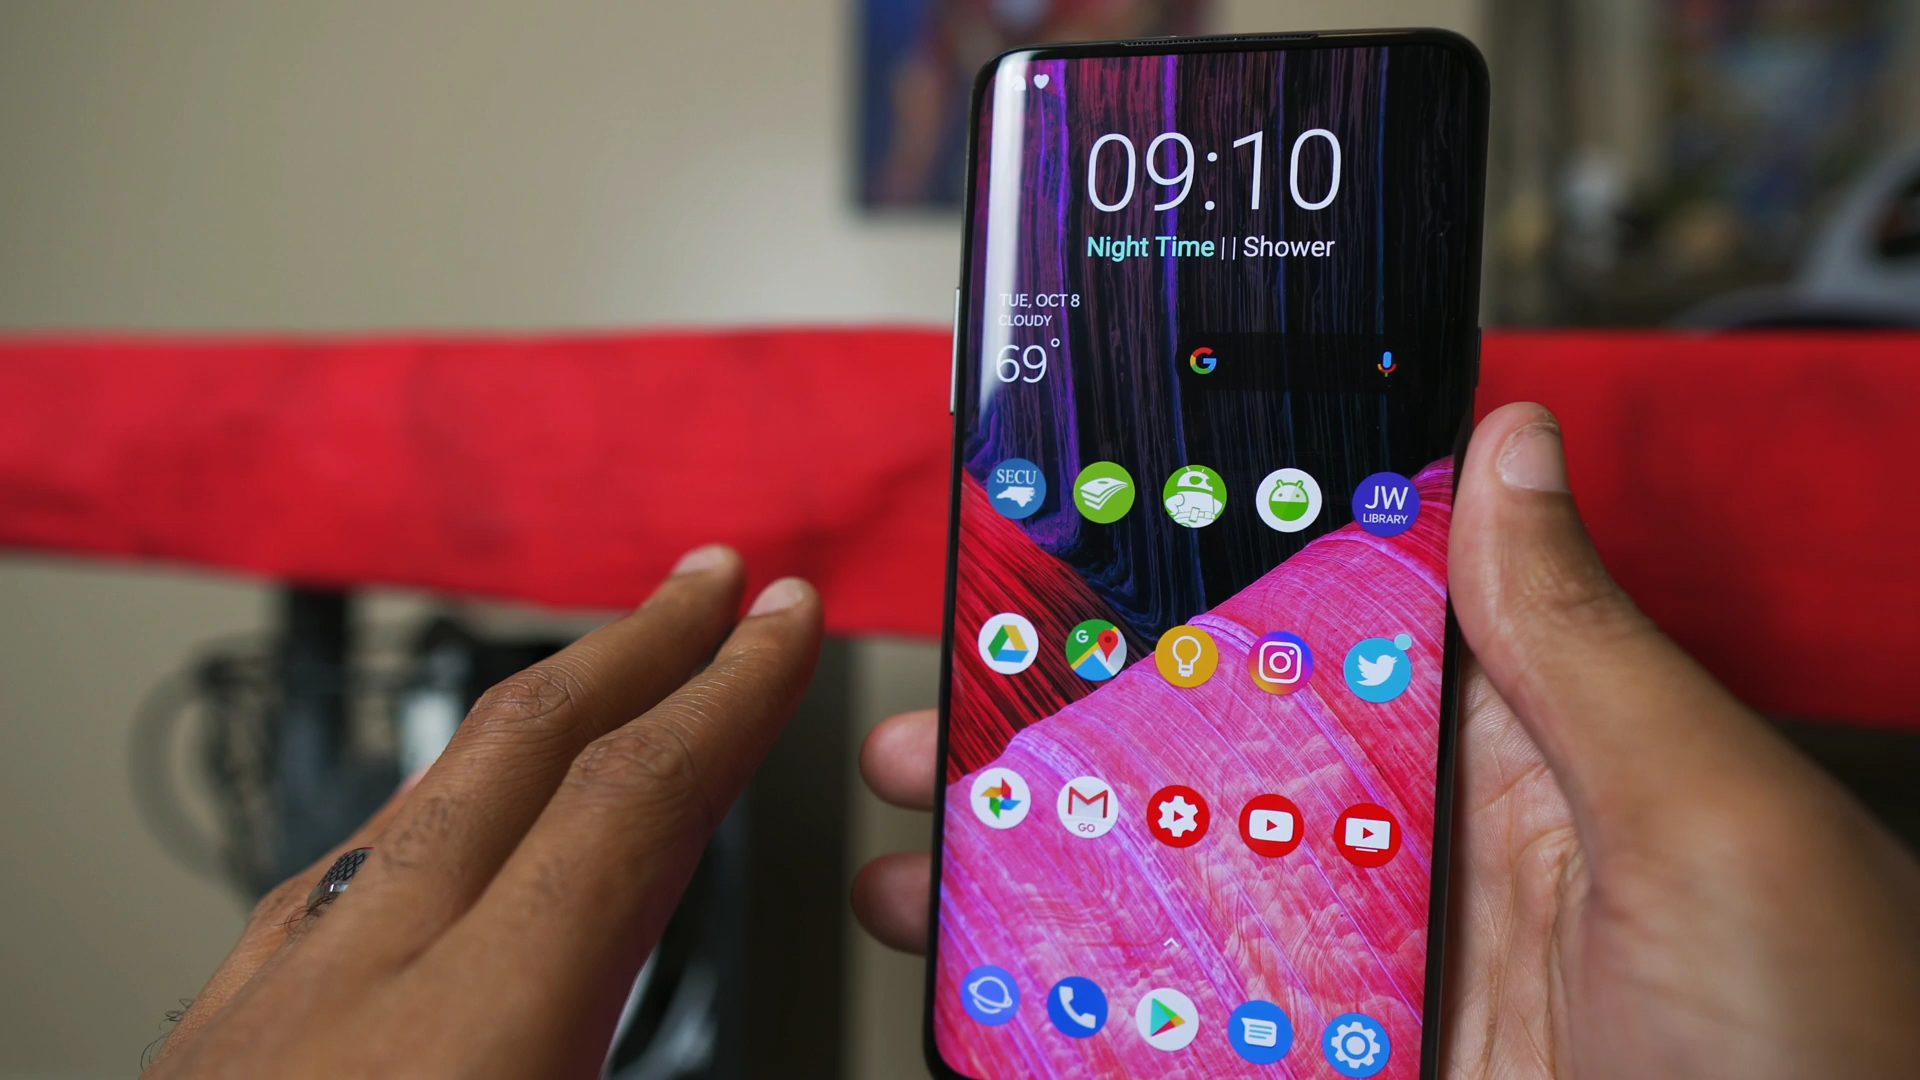 09:10
Night Time || Shower
TUE, OCT 8
CLOUDY
69°
G
SECU
JW
LIBRARY
G
GO